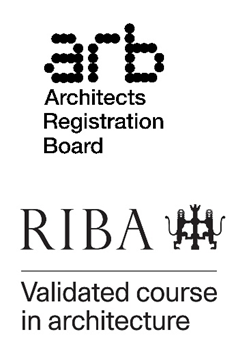 arb
Architects
Registration
Board
RIBA
Validated course
in architecture